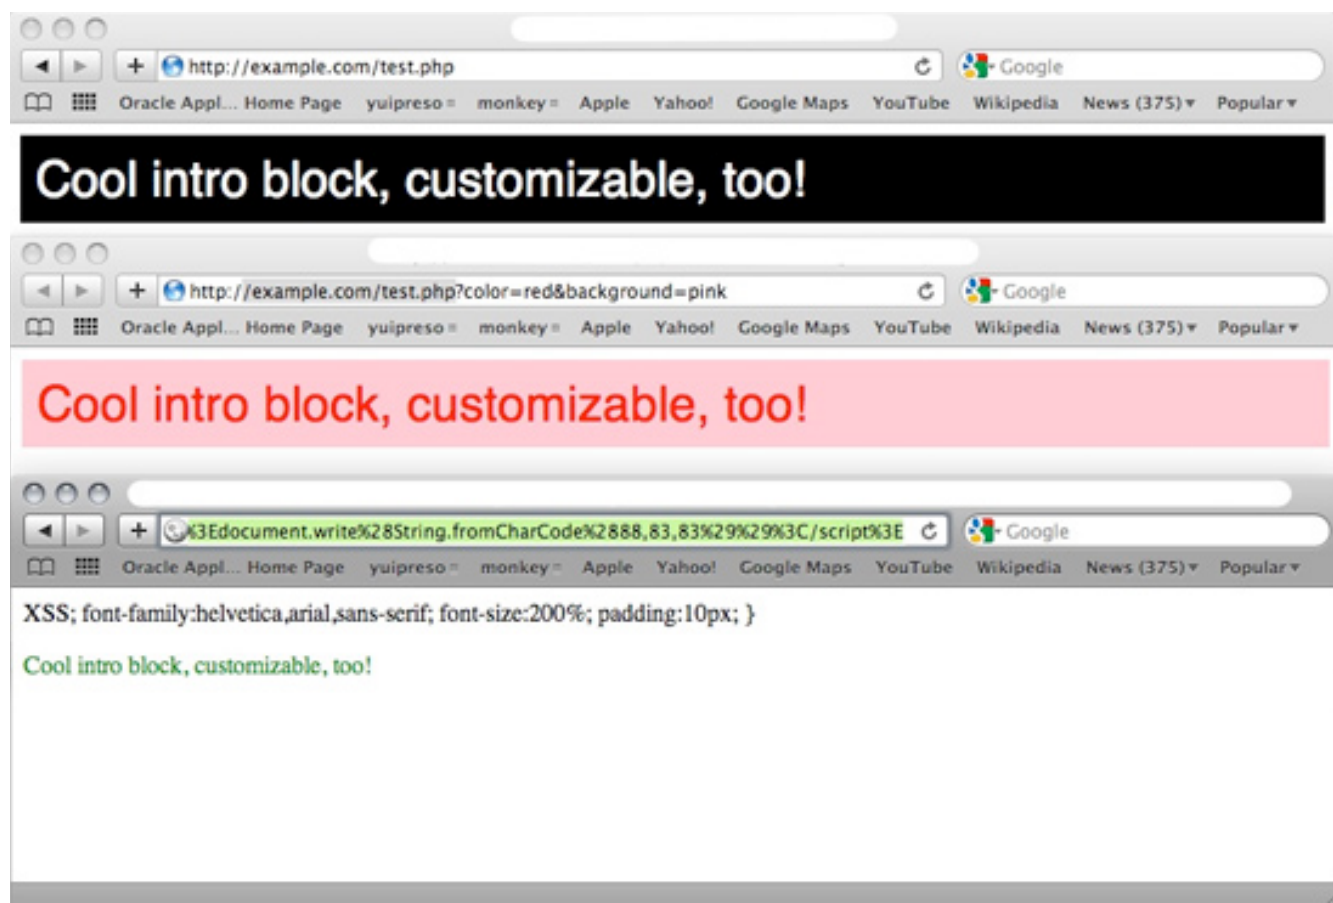 http://example.com/test.php
Google
Oracle Appl... Home Page yuipreso monkey Apple Yahoo! Google Maps YouTube Wikipedia News (375) Popular
Cool intro block, customizable, too!
http://example.com/test.php?color=red&background=pink
Google
Oracle Appl... Home Page yuipreso monkey Apple Yahoo! Google Maps YouTube Wikipedia News (375) Popular
Cool intro block, customizable, too!
%3Edocument.write%28String.fromCharCode%2888,83,83%29%29%3C/script%3E
Google
Oracle Appl... Home Page yuipreso monkey Apple Yahoo! Google Maps YouTube Wikipedia News (375) Popular
XSS; font-family:helvetica,arial,sans-serif; font-size:200%; padding:10px; }
Cool intro block, customizable, too!